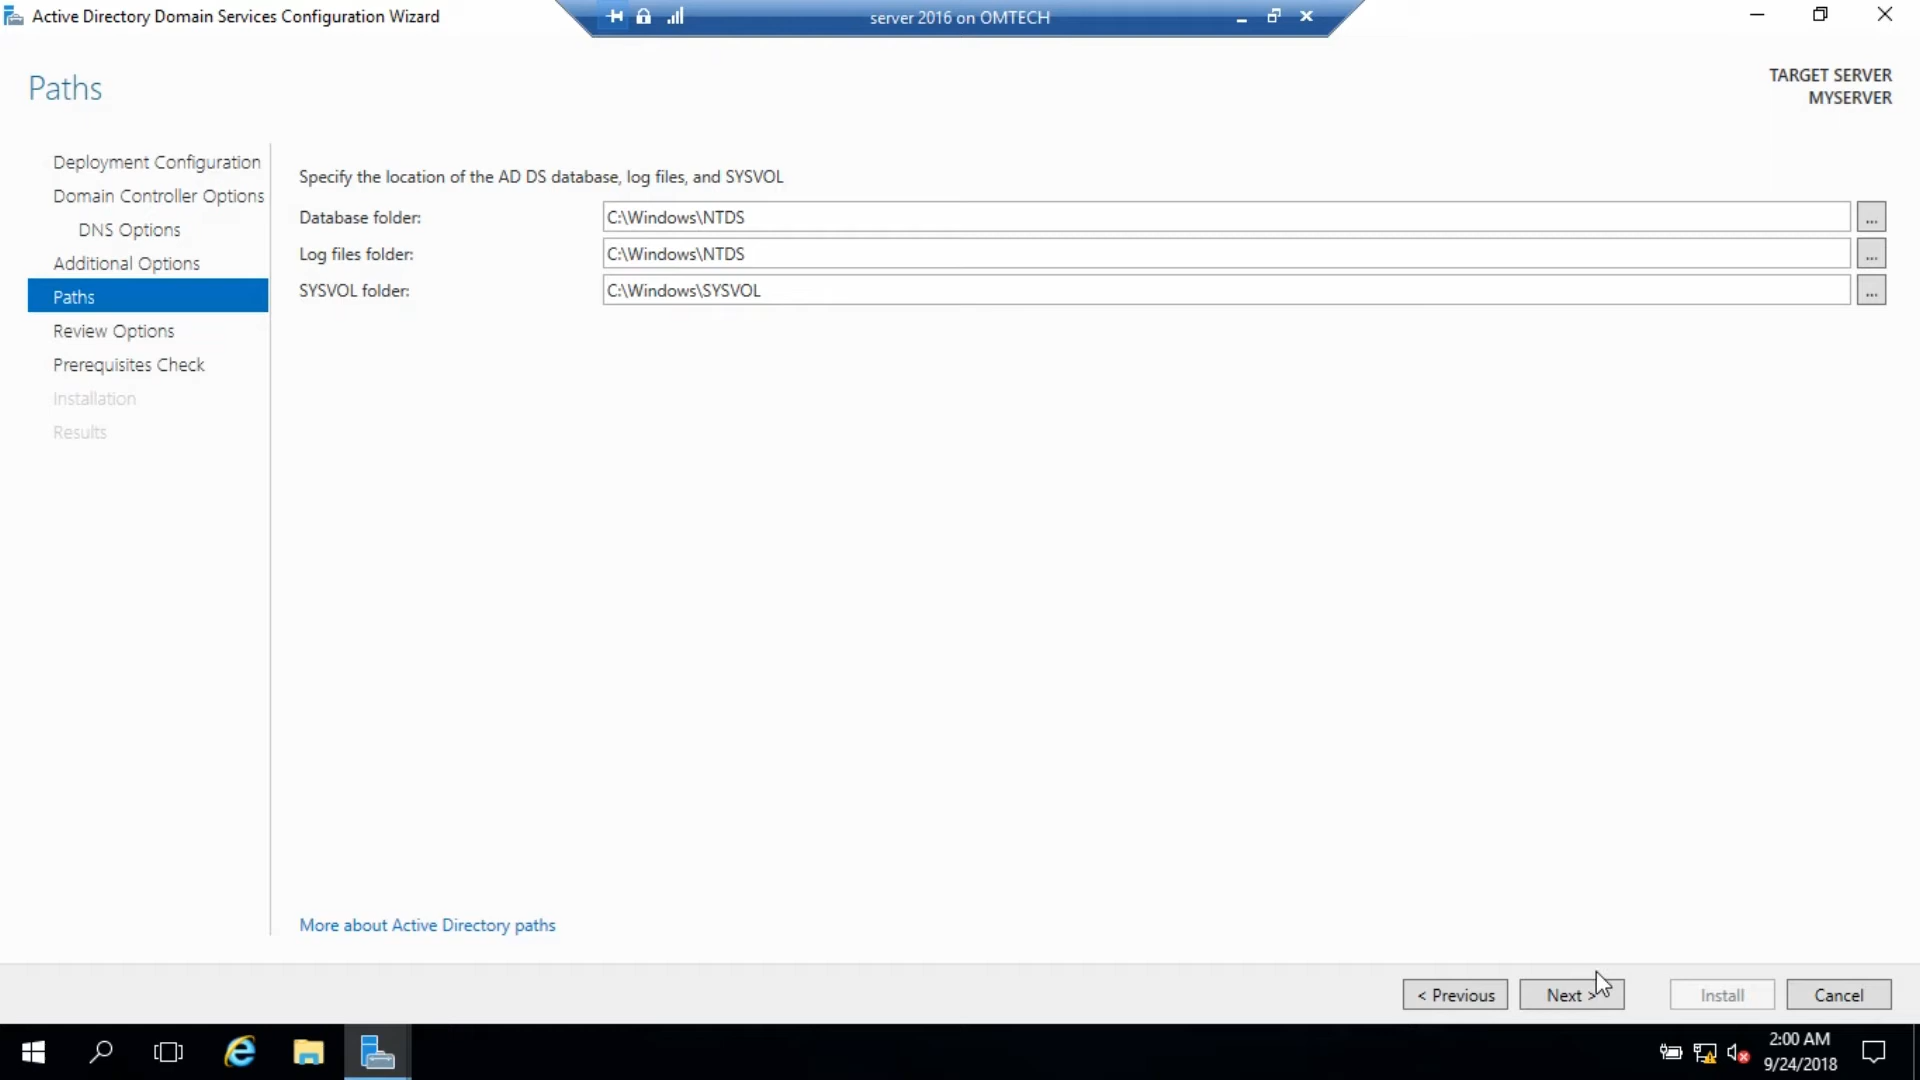 Active Directory Domain Services Configuration Wizard
server 2016 on OMTECH
Paths
TARGET SERVER
MYSERVER
Deployment Configuration
Domain Controller Options
DNS Options
Additional Options
Paths
Review Options
Prerequisites Check
Installation
Results
Specify the location of the AD DS database, log files, and SYSVOL
Database folder: C:\Windows\NTDS ...
Log files folder: C:\Windows\NTDS ...
SYSVOL folder: C:\Windows\SYSVOL ...
More about Active Directory paths
< Previous Next > Install Cancel
2:00 AM
9/24/2018